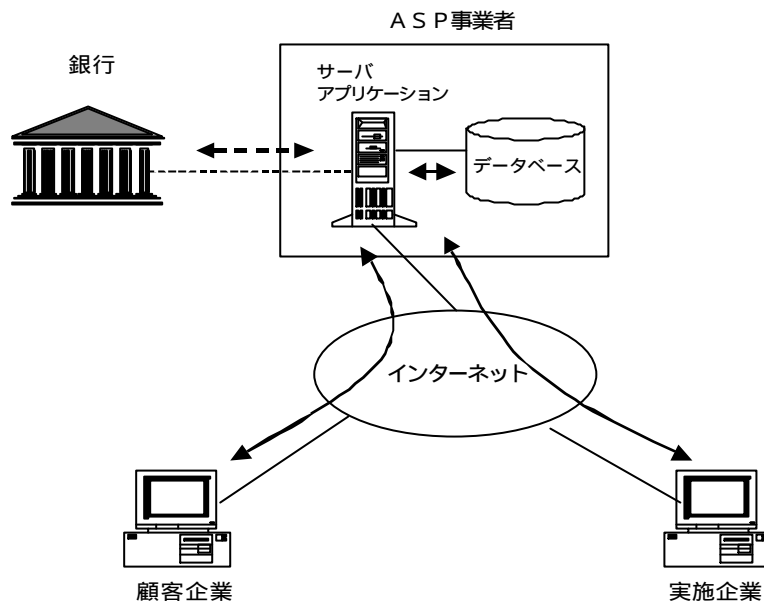 ＡＳＰ事業者
銀行
サーバ
アプリケーション
データベース
インターネット
顧客企業
実施企業